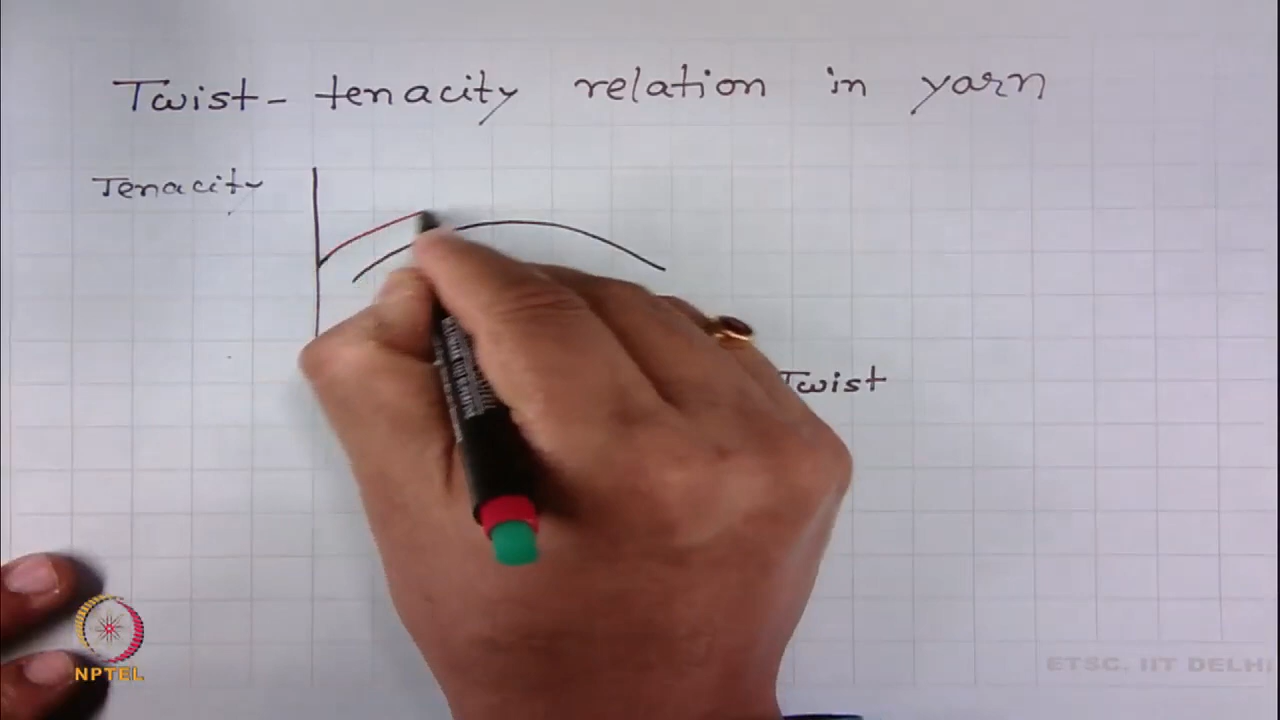 Twist-tenacity relation in yarn
Tenacity
Twist
NPTEL
ETSC, IIT DELHI